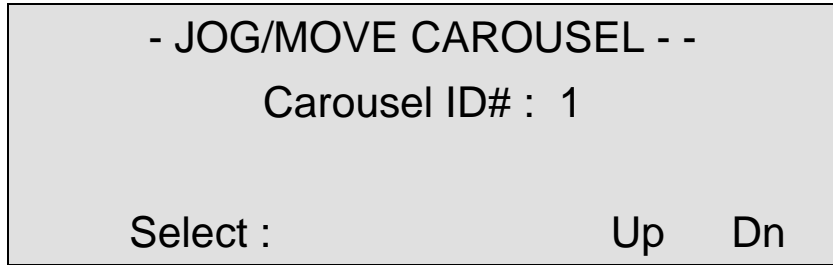 - JOG/MOVE CAROUSEL - -
Carousel ID# : 1
Select : Up Dn